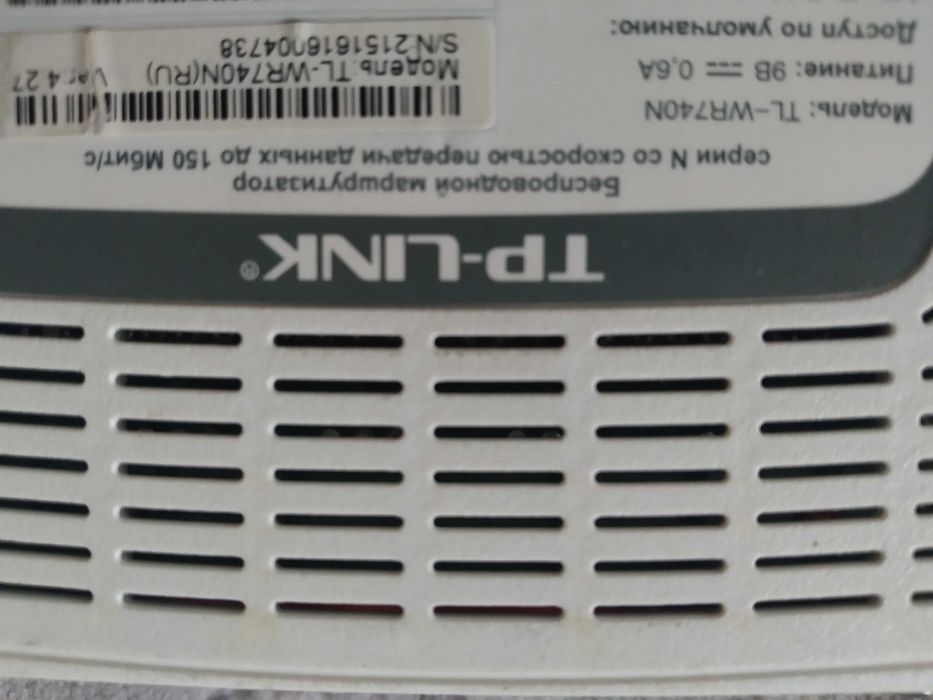 TP-LINK®
Беспроводной маршрутизатор
серии N со скоростью передачи данных до 150 Мбит/с
Модель: TL-WR740N
Питание: 9В 0,6А
Доступ по умолчанию:
Модель:TL-WR740N(RU) Ver:4.27
S/N:2151616004738